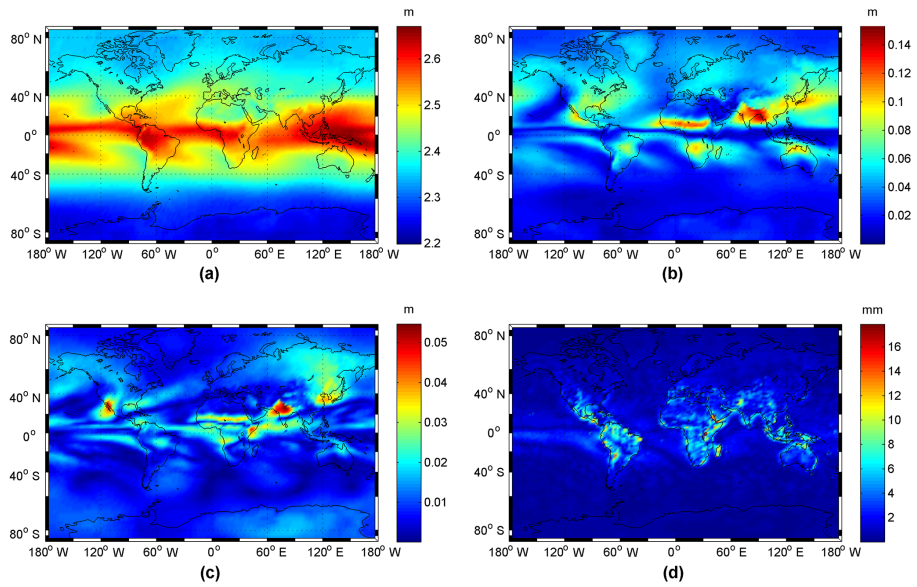 m
80° N
40° N
0°
40° S
80° S
2.6
2.5
2.4
2.3
2.2
180° W
120° W
60° W
0°
60° E
120° E
180° W
(a)
m
80° N
40° N
0°
40° S
80° S
0.14
0.12
0.10
0.08
0.06
0.04
0.02
180° W
120° W
60° W
0°
60° E
120° E
180° W
(b)
m
80° N
40° N
0°
40° S
80° S
0.05
0.04
0.03
0.02
0.01
180° W
120° W
60° W
0°
60° E
120° E
180° W
(c)
mm
80° N
40° N
0°
40° S
80° S
16
14
12
10
8
6
4
2
180° W
120° W
60° W
0°
60° E
120° E
180° W
(d)